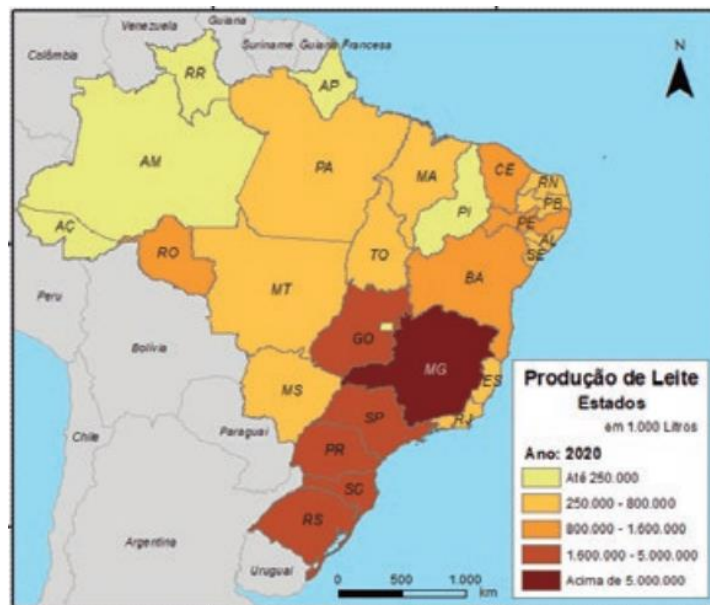 Venezuela
Guiana
Suriname
Guiana Francesa
Colômbia
N
RR
AP
AM
PA
MA
CE
RN
PB
PI
PE
AC
AL
SE
TO
RO
BA
Peru
MT
Bolívia
GO
MG
ES
MS
SP
RJ
Paraguai
Chile
PR
SC
RS
Argentina
Uruguai
0 500 1.000
km
Produção de Leite
Estados
em 1.000 Litros
Ano: 2020
Até 250.000
250.000 - 800.000
800.000 - 1.600.000
1.600.000 - 5.000.000
Acima de 5.000.000